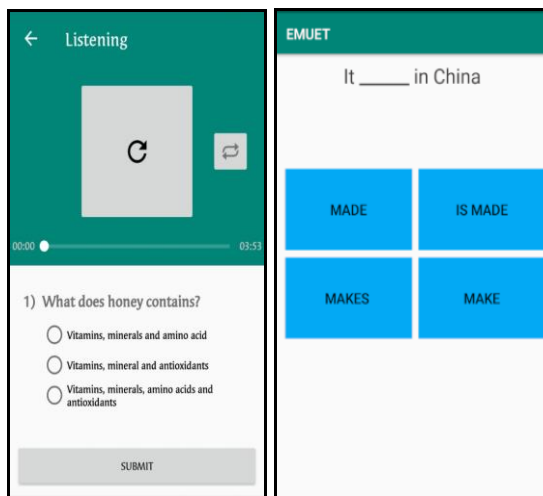 Listening
00:00
03:53
1) What does honey contains?
Vitamins, minerals and amino acid
Vitamins, mineral and antioxidants
Vitamins, minerals, amino acids and
antioxidants
SUBMIT
EMUET
It _____ in China
MADE
IS MADE
MAKES
MAKE